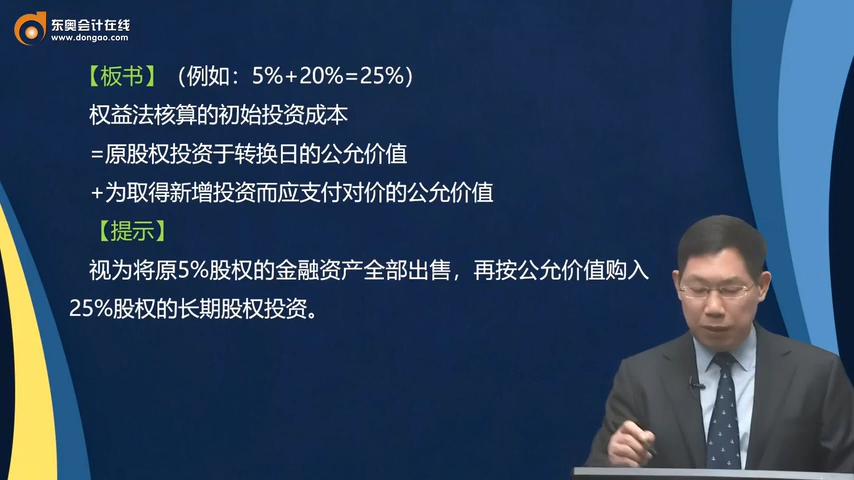 东奥会计在线
www.dongao.com
【板书】（例如：5%+20%=25%）
权益法核算的初始投资成本
=原股权投资于转换日的公允价值
+为取得新增投资而应支付对价的公允价值
【提示】
视为将原5%股权的金融资产全部出售，再按公允价值购入
25%股权的长期股权投资。